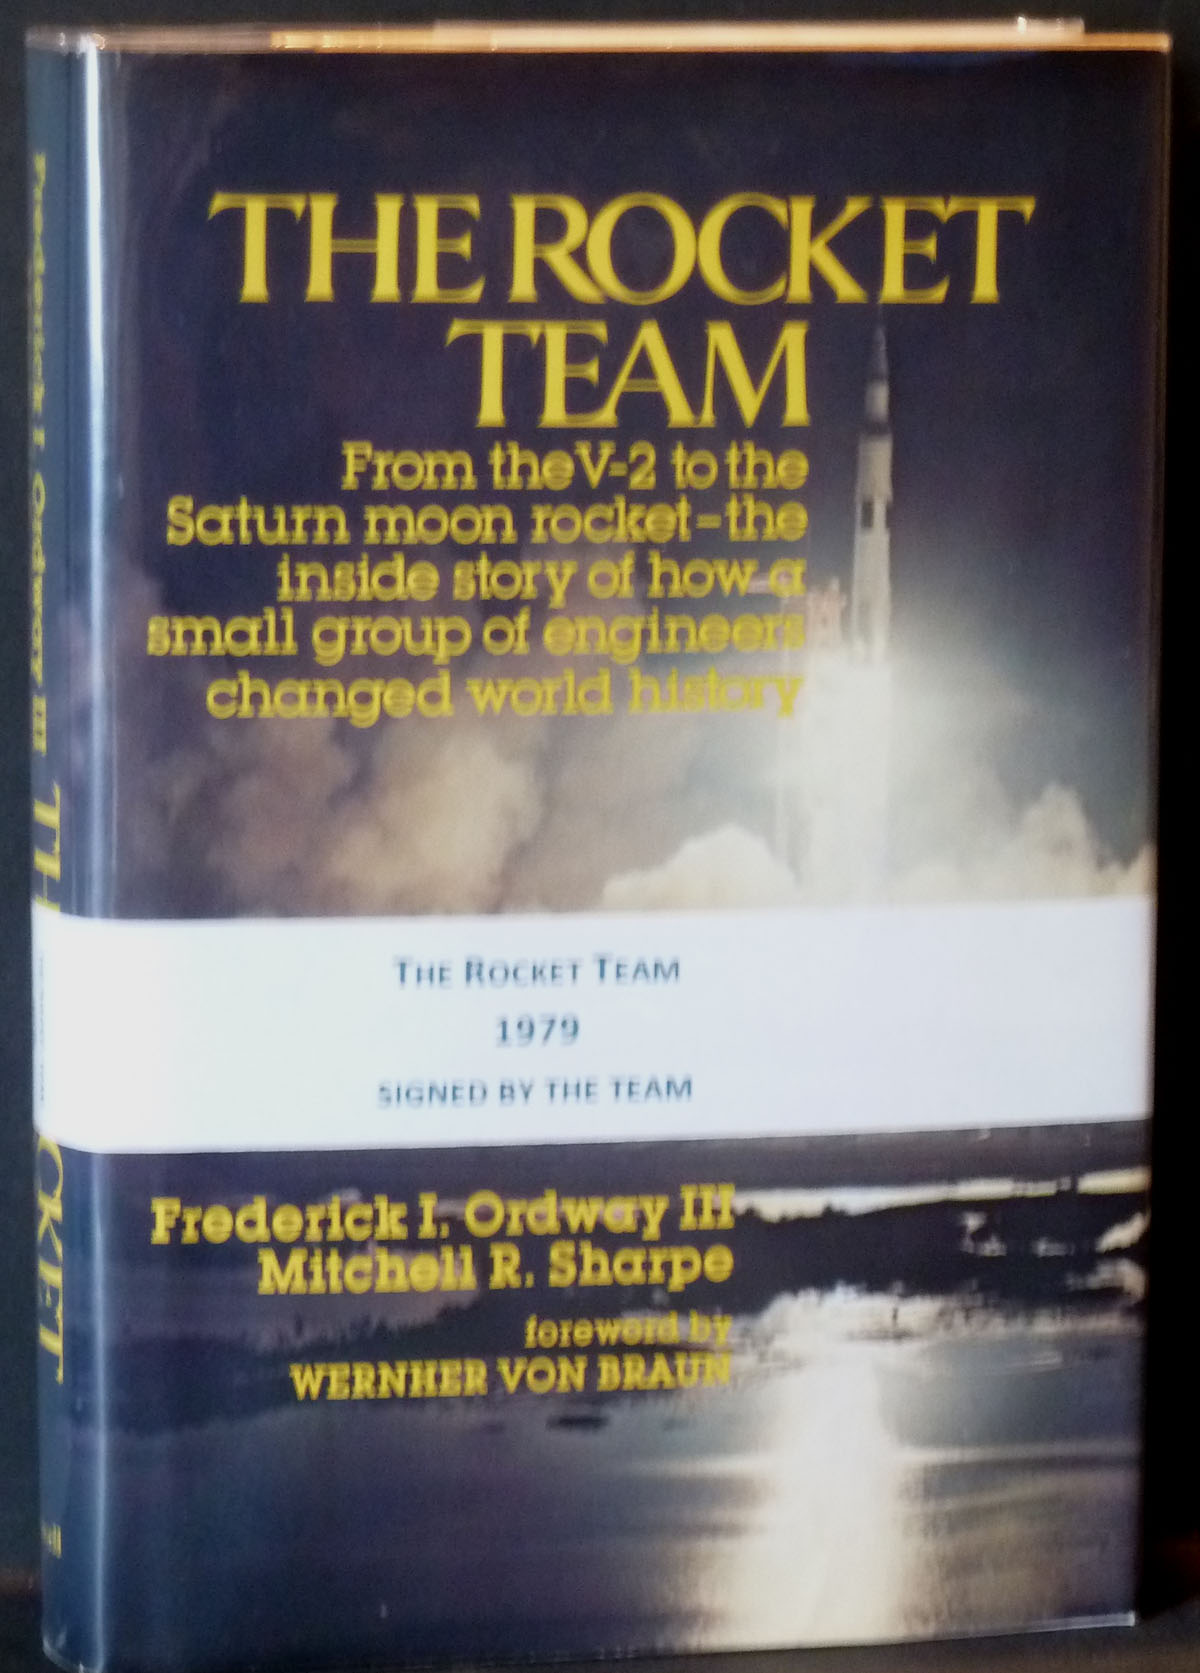 THE ROCKET
TEAM
From the V-2 to the
Saturn moon rocket-the
inside story of how a
small group of engineers
changed world history
THE ROCKET TEAM
1979
SIGNED BY THE TEAM
Frederick I. Ordway III
Mitchell R. Sharpe
foreword by
WERNHER VON BRAUN
Frederick I. Ordway III TH CKET